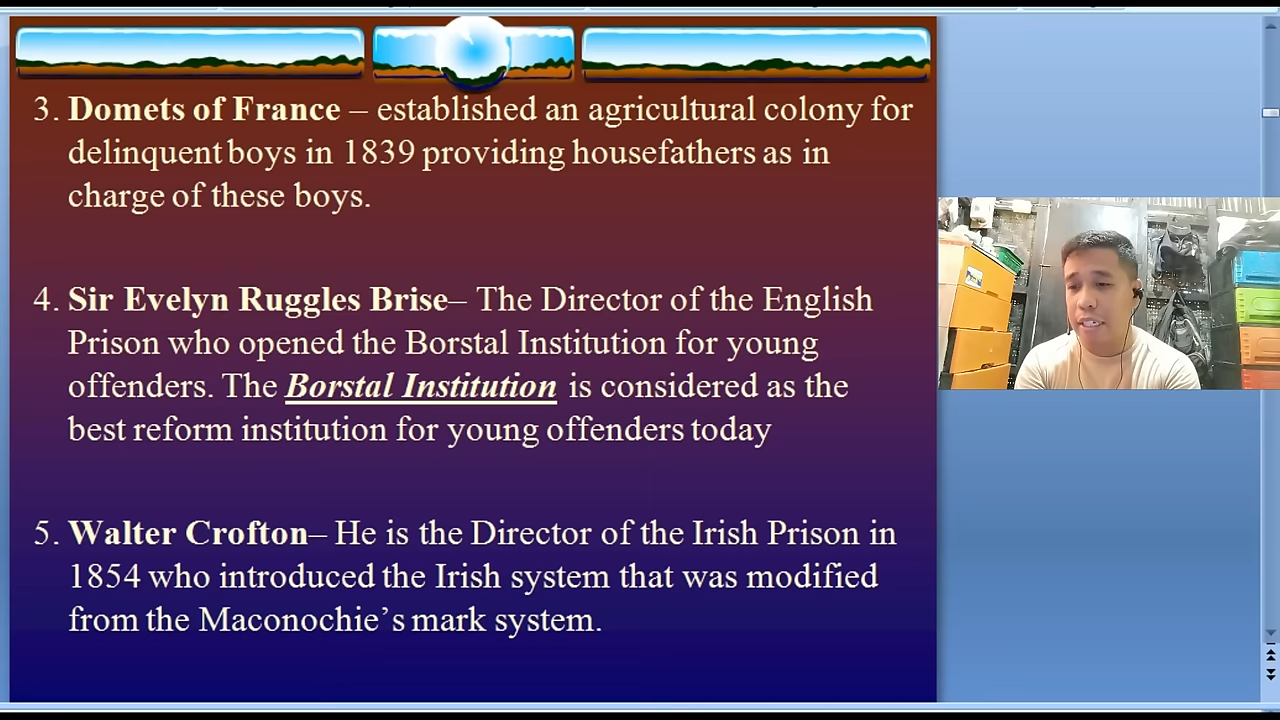 3. Domets of France – established an agricultural colony for
delinquent boys in 1839 providing housefathers as in
charge of these boys.
4. Sir Evelyn Ruggles Brise– The Director of the English
Prison who opened the Borstal Institution for young
offenders. The Borstal Institution is considered as the
best reform institution for young offenders today
5. Walter Crofton– He is the Director of the Irish Prison in
1854 who introduced the Irish system that was modified
from the Maconochie’s mark system.